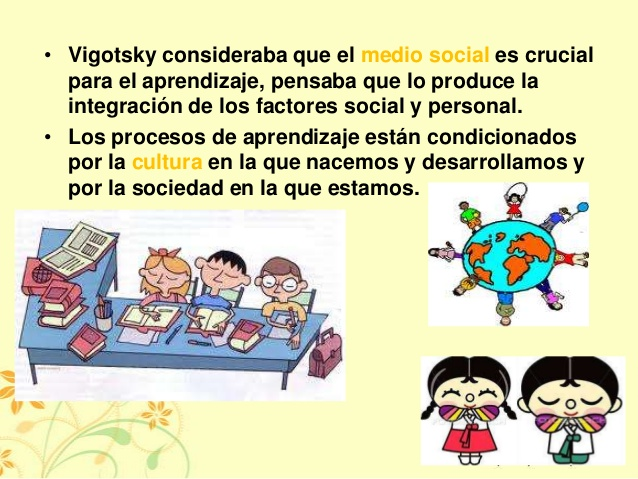 • Vigotsky consideraba que el medio social es crucial
para el aprendizaje, pensaba que lo produce la
integración de los factores social y personal.
• Los procesos de aprendizaje están condicionados
por la cultura en la que nacemos y desarrollamos y
por la sociedad en la que estamos.